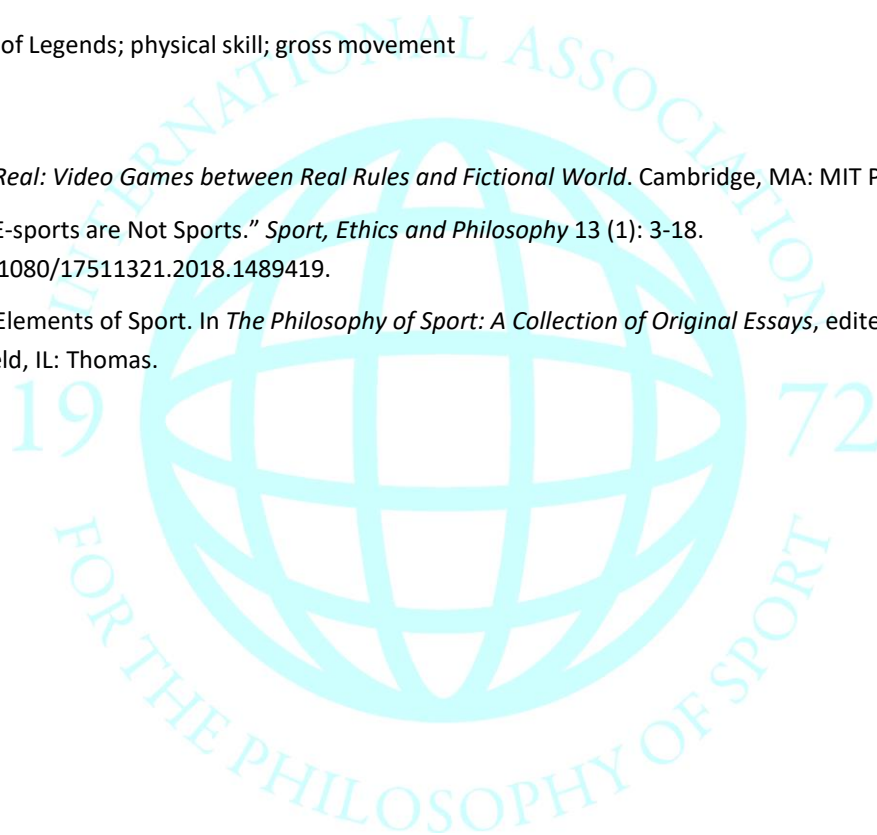 of Legends; physical skill; gross movement
Real: Video Games between Real Rules and Fictional World. Cambridge, MA: MIT P
E-sports are Not Sports.” Sport, Ethics and Philosophy 13 (1): 3-18.
1080/17511321.2018.1489419.
Elements of Sport. In The Philosophy of Sport: A Collection of Original Essays, edite
eld, IL: Thomas.
INTERNATIONAL ASSOCIATION
19 72
FOR THE PHILOSOPHY OF SPORT